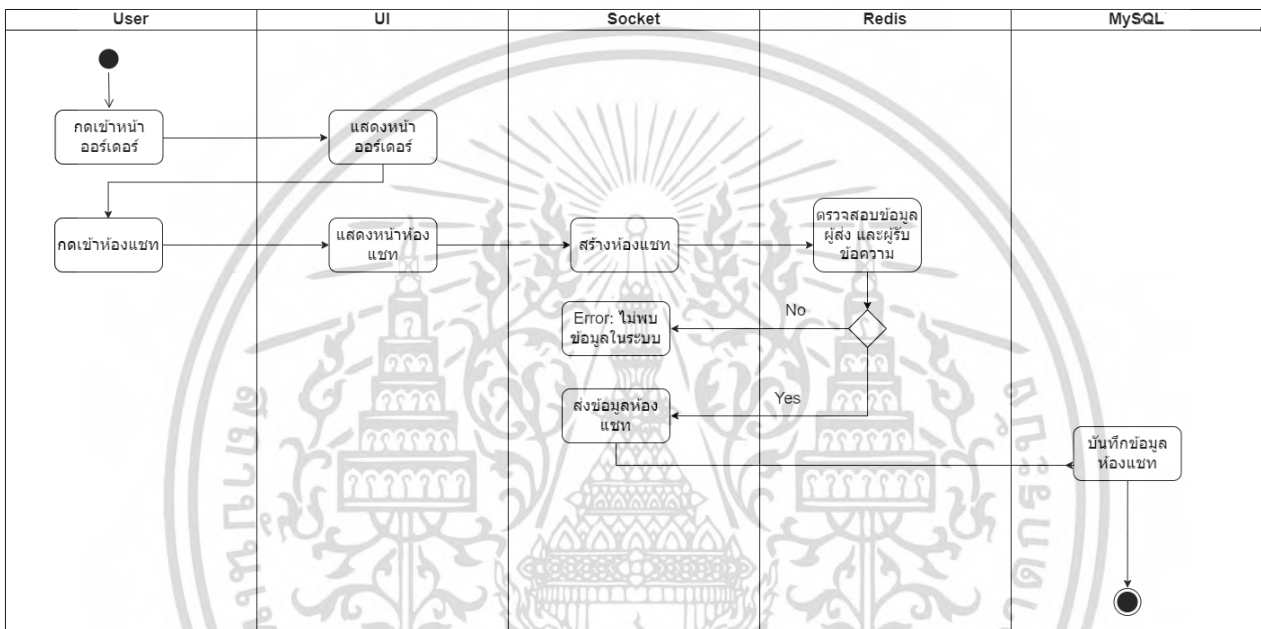 User
UI
Socket
Redis
MySQL
กดเข้าหน้า
ออร์เดอร์
แสดงหน้า
ออร์เดอร์
กดเข้าห้องแชท
แสดงหน้าห้อง
แชท
สร้างห้องแชท
ตรวจสอบข้อมูล
ผู้ส่ง และผู้รับ
ข้อความ
No
Error: ไม่พบ
ข้อมูลในระบบ
Yes
ส่งข้อมูลห้อง
แชท
บันทึกข้อมูล
ห้องแชท